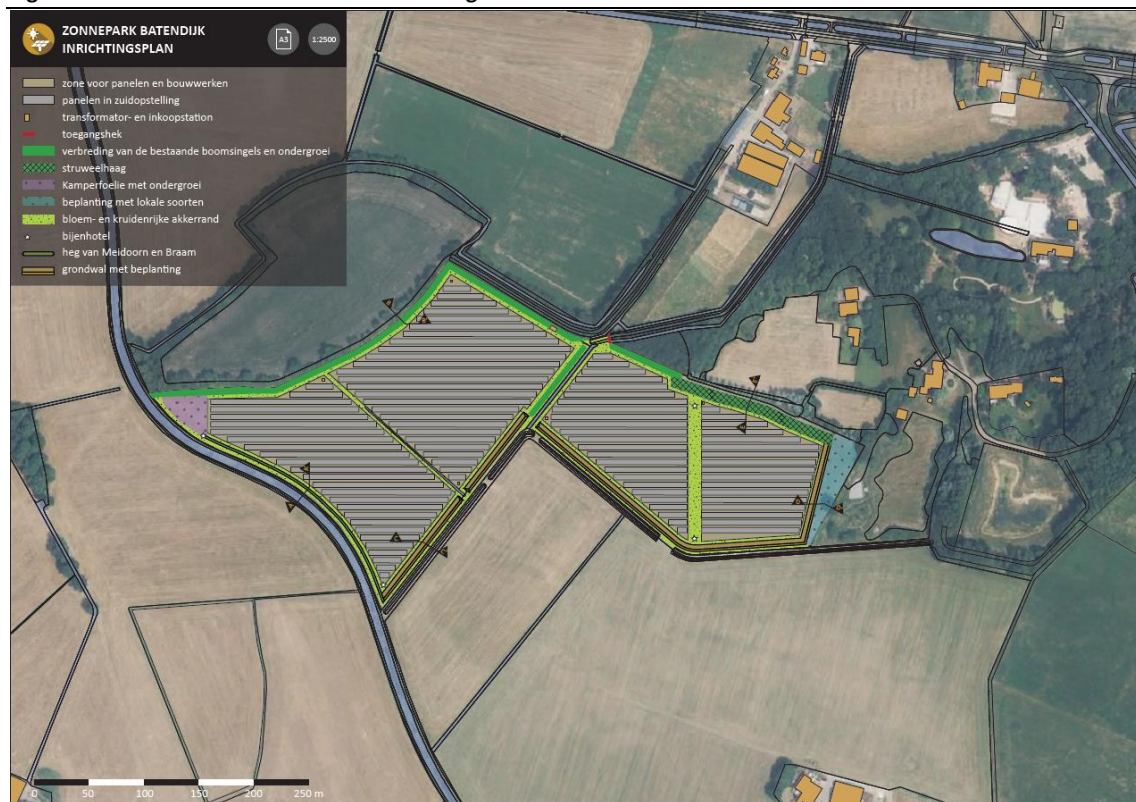 ZONNEPARK BATENDIJK
INRICHTINGSPLAN
A3
1:2500
zone voor panelen en bouwwerken
panelen in zuidopstelling
transformator- en inkoopstation
toegangshek
verbreding van de bestaande boomsingels en ondergroei
struweelhaag
Kamperfoelie met ondergroei
beplanting met lokale soorten
bloem- en kruidenrijke akkerrand
bijenhotel
heg van Meidoorn en Braam
grondwal met beplanting
0 50 100 150 200 250 m